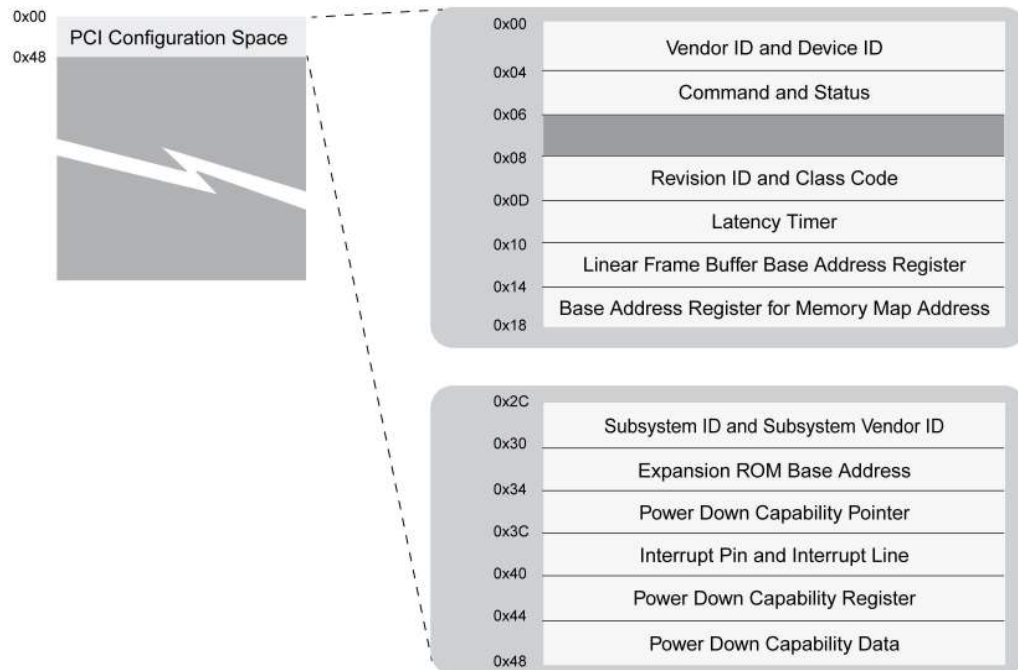 0x00
PCI Configuration Space
0x48
0x00
Vendor ID and Device ID
0x04
Command and Status
0x06
0x08
Revision ID and Class Code
0x0D
Latency Timer
0x10
Linear Frame Buffer Base Address Register
0x14
Base Address Register for Memory Map Address
0x18
0x2C
Subsystem ID and Subsystem Vendor ID
0x30
Expansion ROM Base Address
0x34
Power Down Capability Pointer
0x3C
Interrupt Pin and Interrupt Line
0x40
Power Down Capability Register
0x44
Power Down Capability Data
0x48